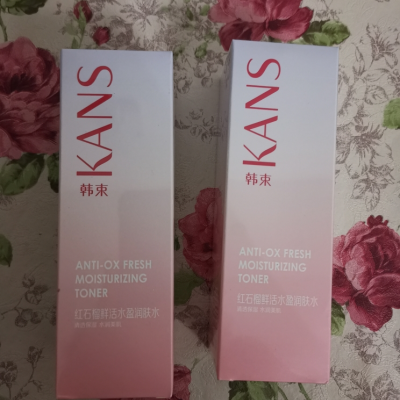 KANS
韩束
ANTI-OX FRESH
MOISTURIZING
TONER
红石榴鲜活水盈润肤水
KANS
韩束
ANTI-OX FRESH
MOISTURIZING
TONER
红石榴鲜活水盈润肤水